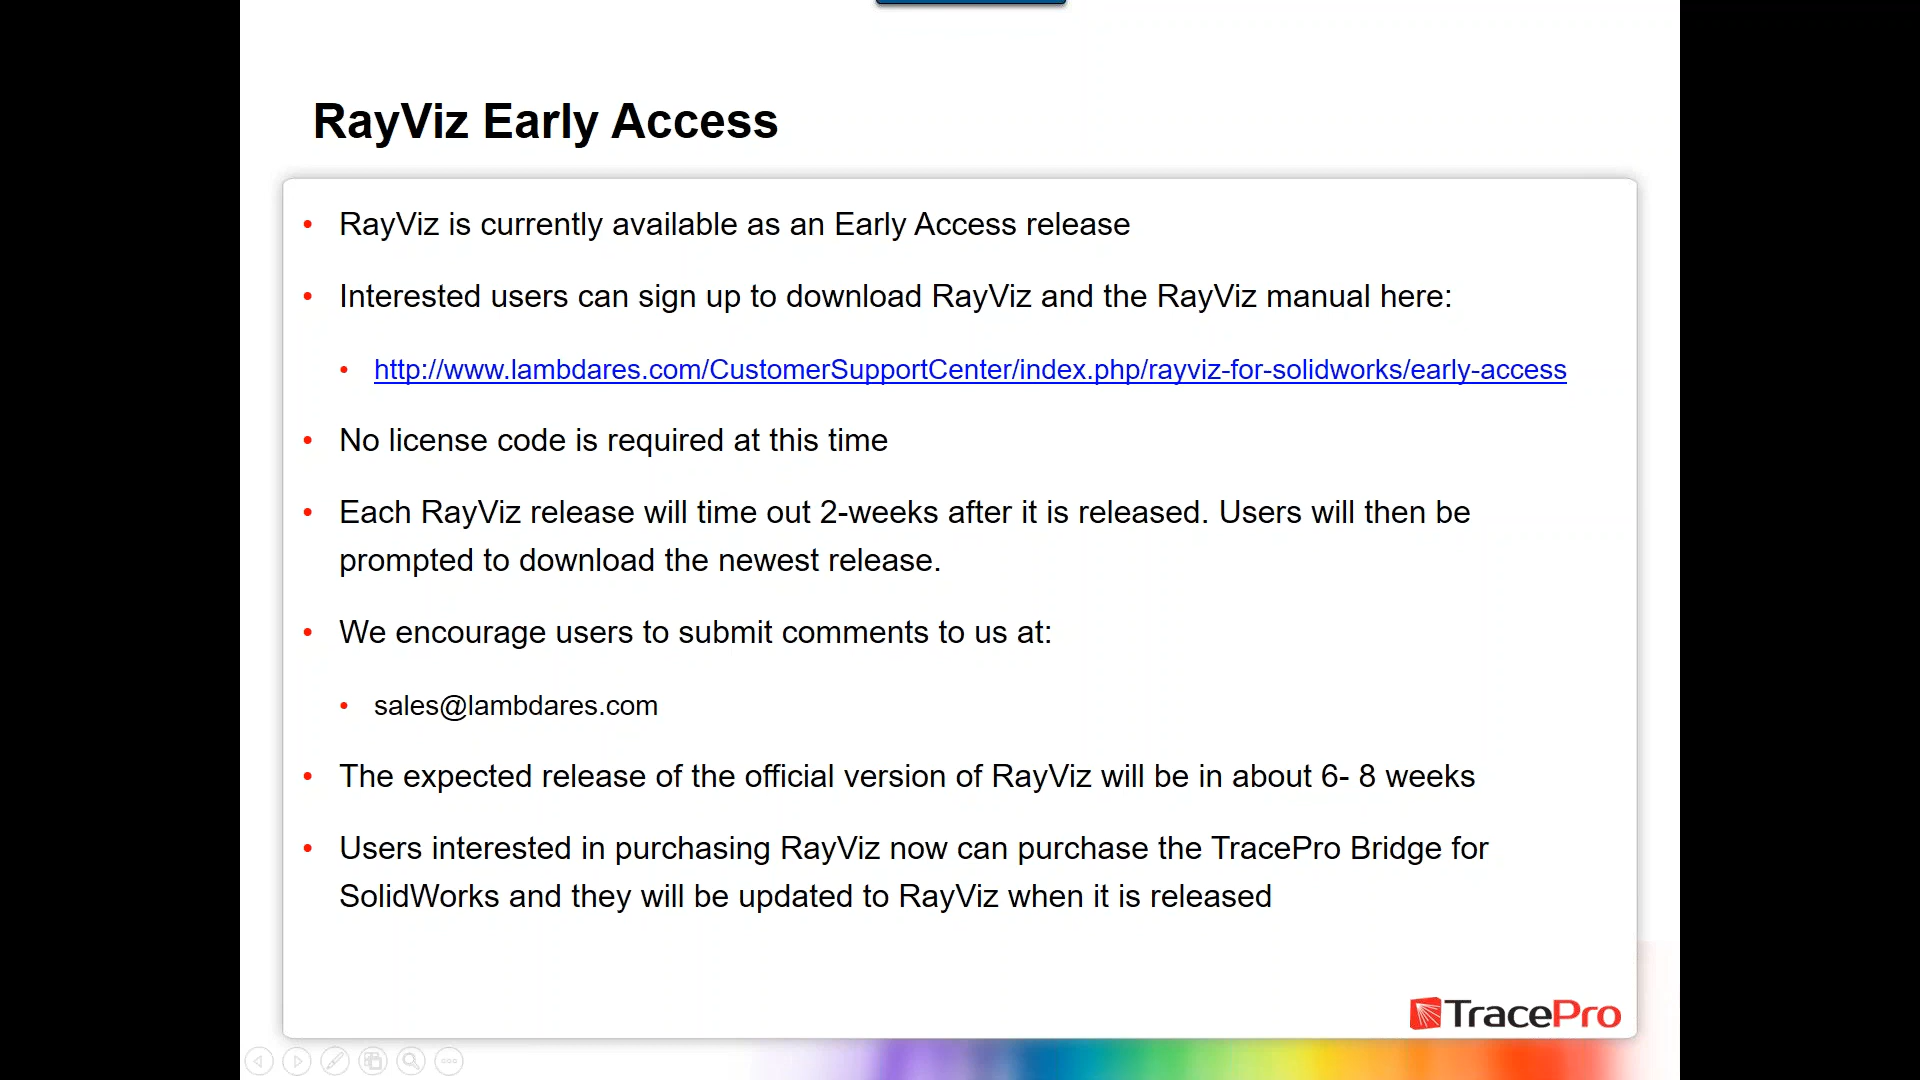 RayViz Early Access
• RayViz is currently available as an Early Access release
• Interested users can sign up to download RayViz and the RayViz manual here:
• http://www.lambdares.com/CustomerSupportCenter/index.php/rayviz-for-solidworks/early-access
• No license code is required at this time
• Each RayViz release will time out 2-weeks after it is released. Users will then be
prompted to download the newest release.
• We encourage users to submit comments to us at:
• sales@lambdares.com
• The expected release of the official version of RayViz will be in about 6- 8 weeks
• Users interested in purchasing RayViz now can purchase the TracePro Bridge for
SolidWorks and they will be updated to RayViz when it is released
TracePro